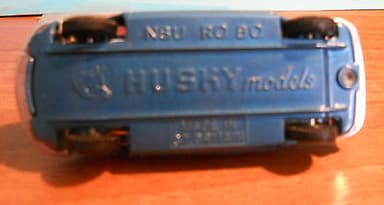 NSU RO 80
HUSKY models
MADE IN
GT. BRITAIN